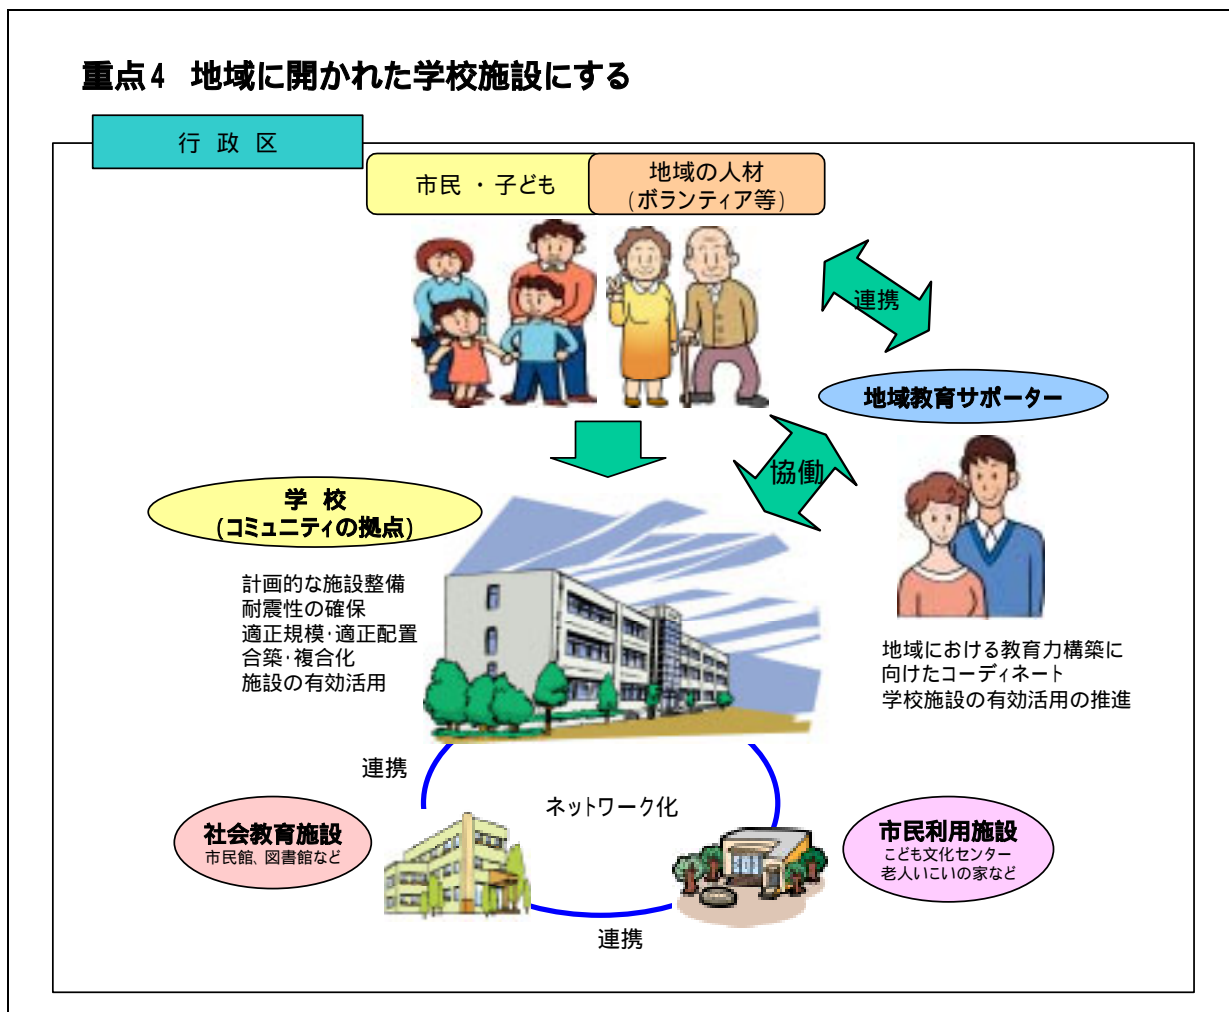 重点4 地域に開かれた学校施設にする
行 政 区
市民 ・ 子ども
地域の人材
(ボランティア等)
連携
地域教育サポーター
協働
学 校
(コミュニティの拠点)
計画的な施設整備
耐震性の確保
適正規模･適正配置
合築･複合化
施設の有効活用
地域における教育力構築に
向けたコーディネート
学校施設の有効活用の推進
連携
ネットワーク化
社会教育施設
市民館、図書館など
市民利用施設
こども文化センター
老人いこいの家など
連携